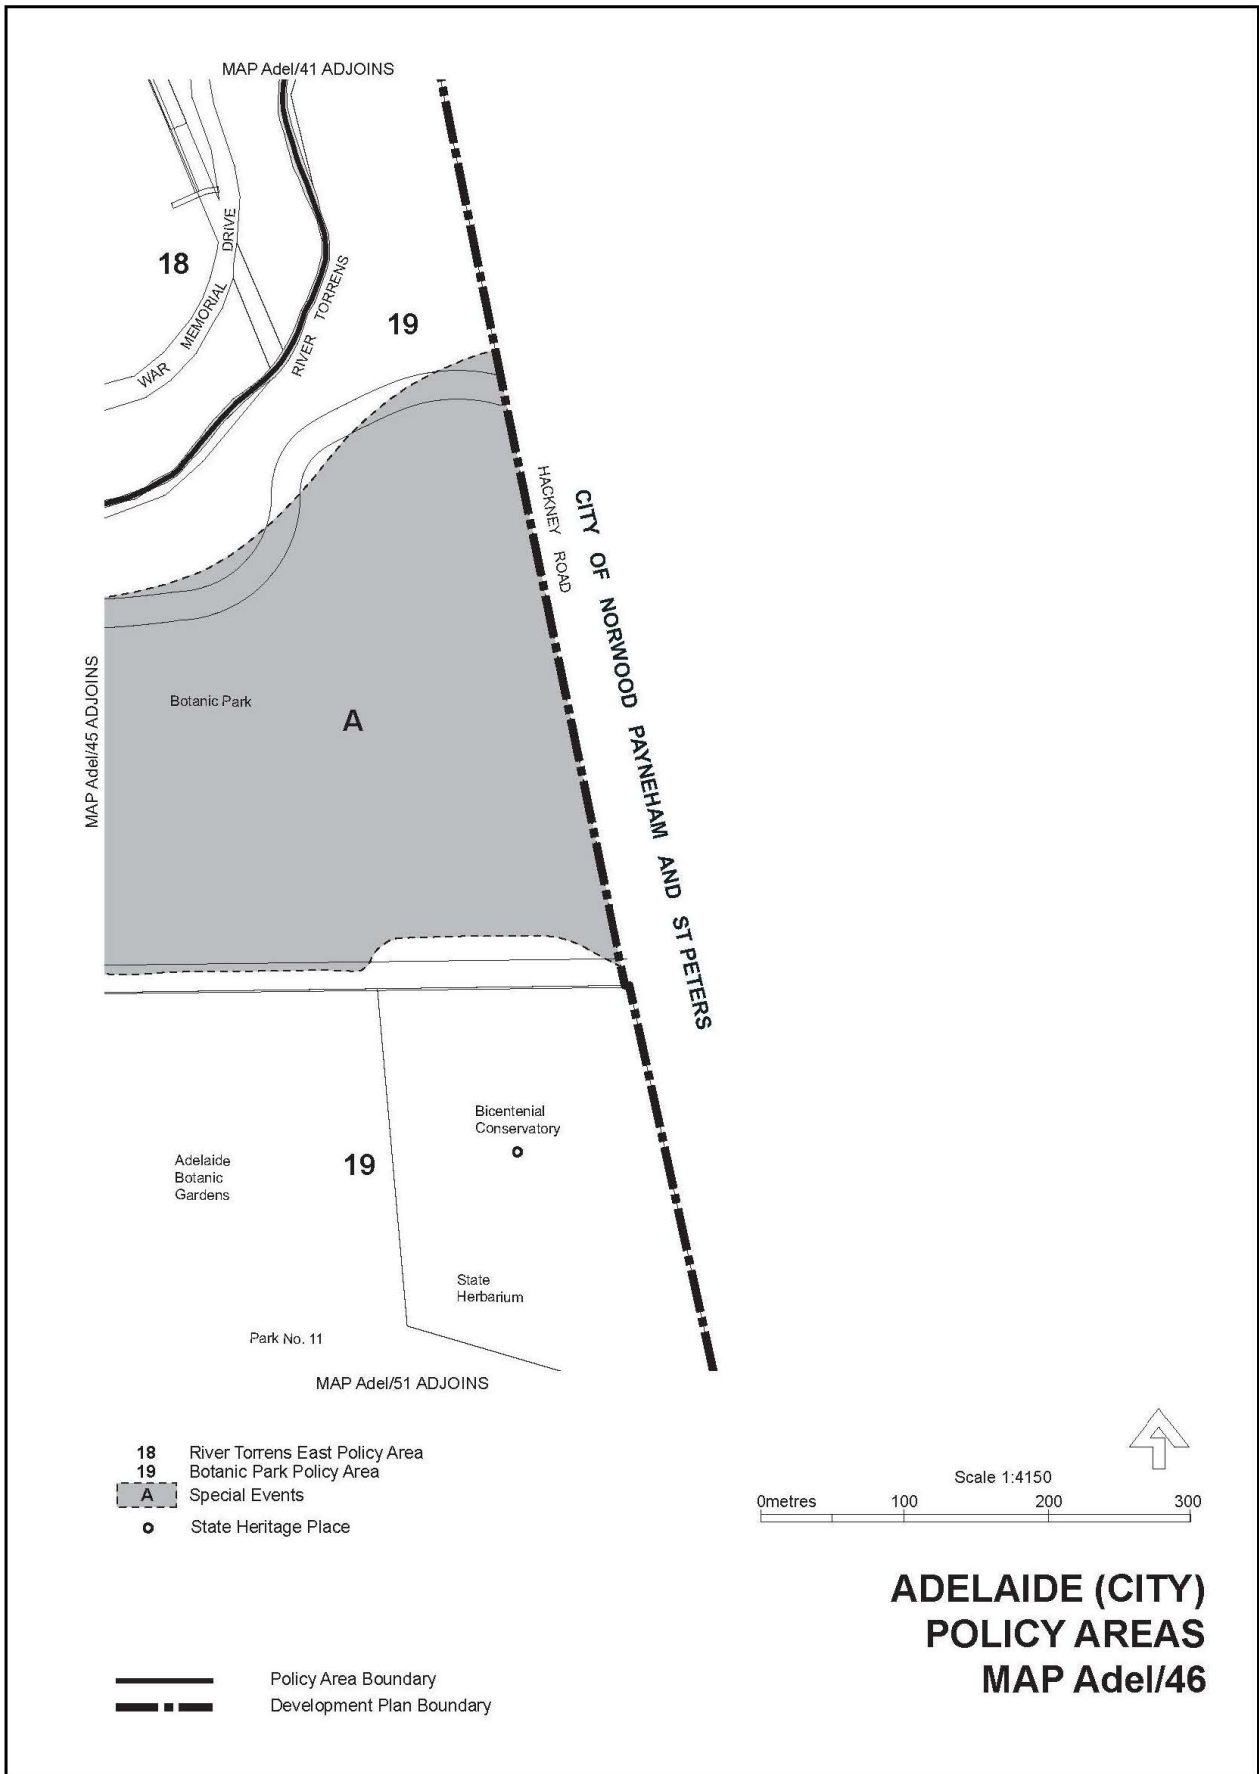 MAP Adel/41 ADJOINS
18
WAR MEMORIAL DRIVE
RIVER TORRENS
19
HACKNEY ROAD
CITY OF NORWOOD PAYNEHAM AND ST PETERS
MAP Adel/45 ADJOINS
Botanic Park
A
Bicentenial
Conservatory
19
Adelaide
Botanic
Gardens
State
Herbarium
Park No. 11
MAP Adel/51 ADJOINS
18 River Torrens East Policy Area
19 Botanic Park Policy Area
A Special Events
State Heritage Place
Scale 1:4150
0metres 100 200 300
ADELAIDE (CITY)
POLICY AREAS
MAP Adel/46
Policy Area Boundary
Development Plan Boundary